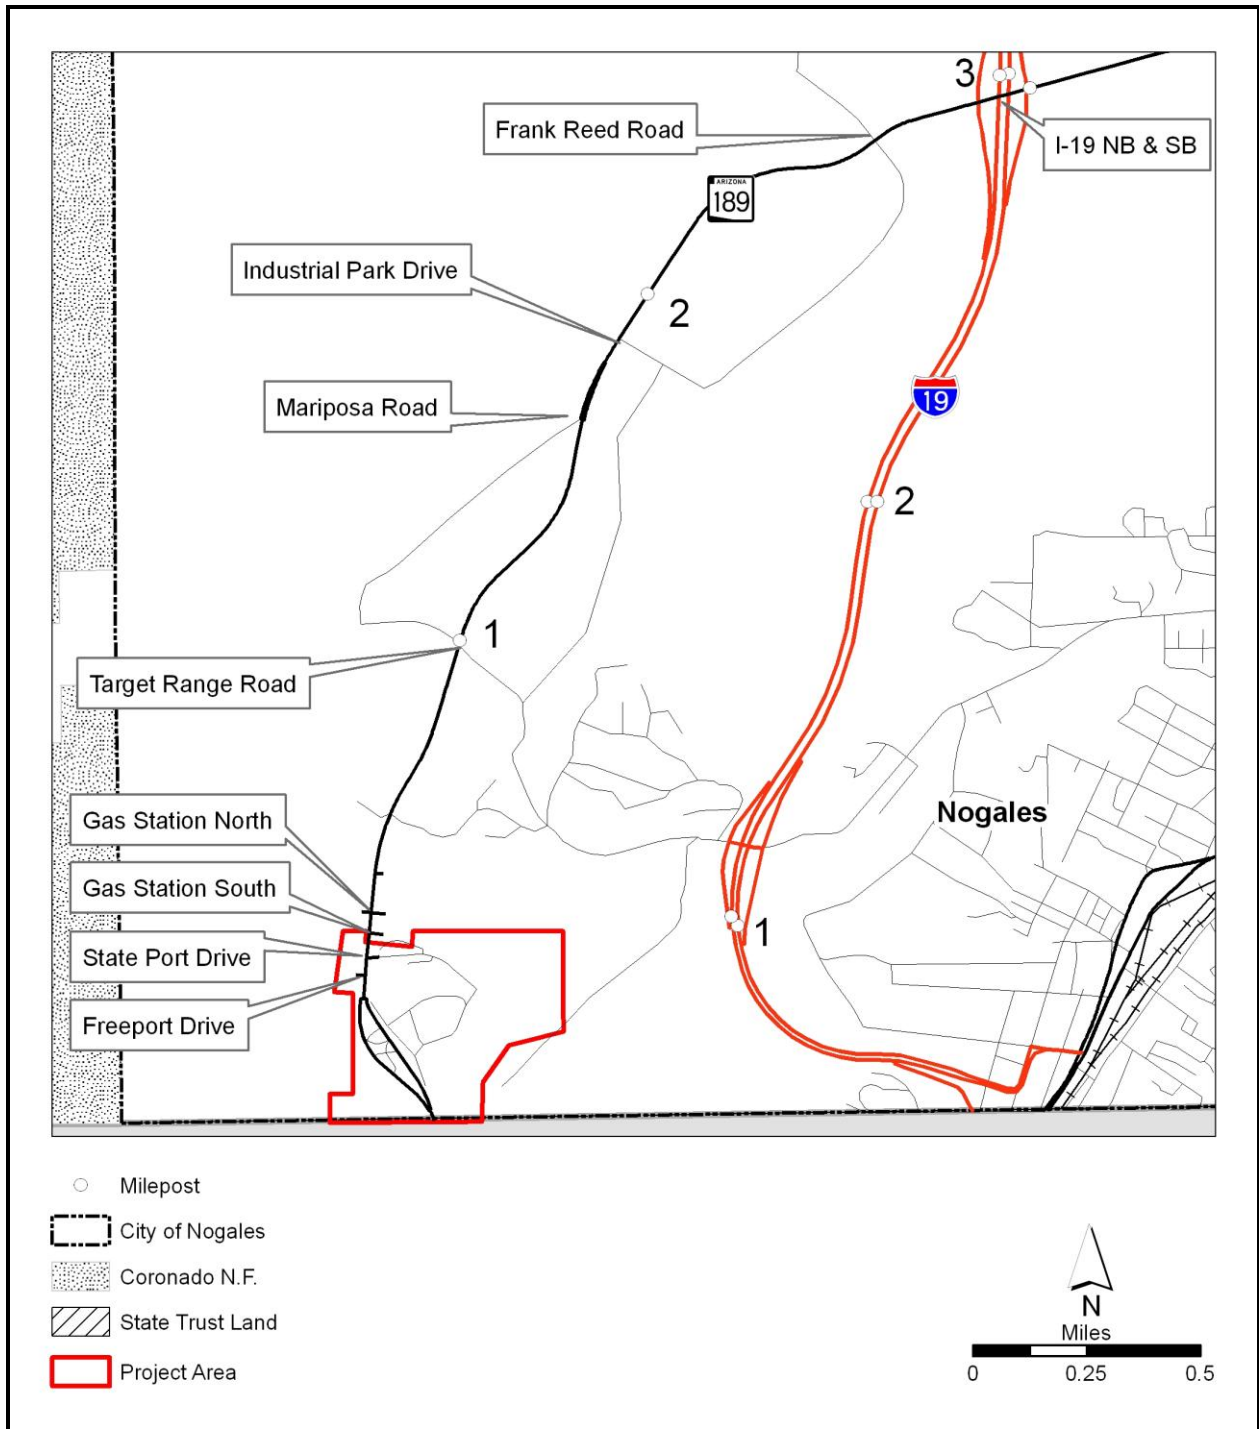 3
Frank Reed Road
I-19 NB & SB
ARIZONA
189
Industrial Park Drive
2
19
Mariposa Road
2
1
Target Range Road
Gas Station North
Nogales
Gas Station South
1
State Port Drive
Freeport Drive
Milepost
City of Nogales
Coronado N.F.
State Trust Land
Project Area
N
Miles
0 0.25 0.5